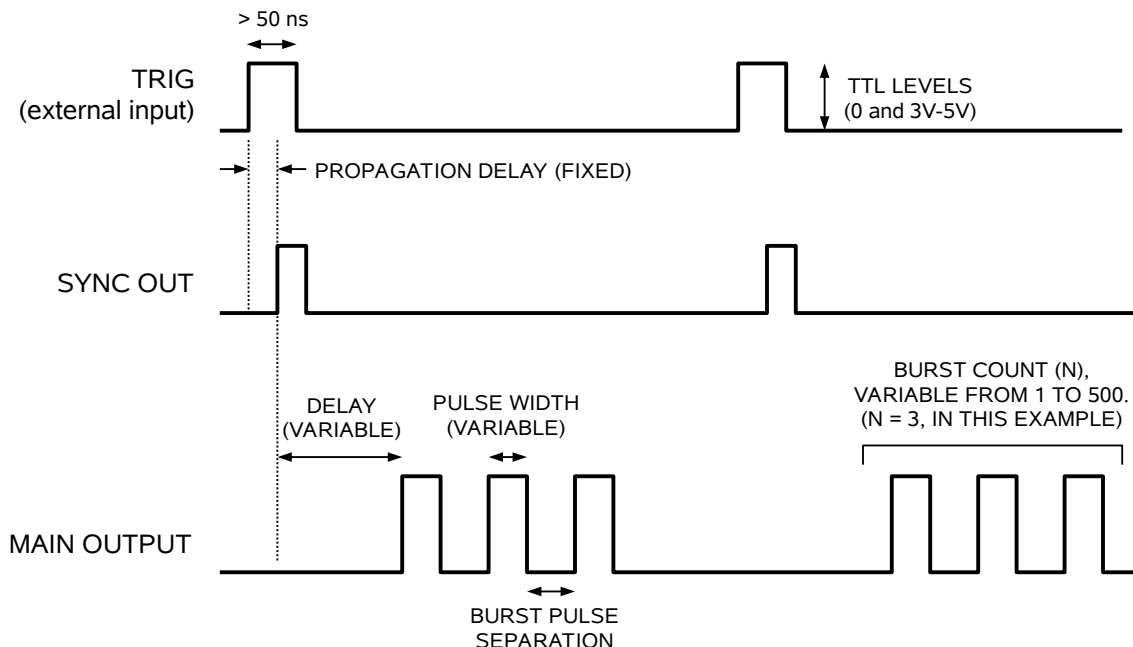 > 50 ns
TRIG
(external input)
TTL LEVELS
(0 and 3V-5V)
PROPAGATION DELAY (FIXED)
SYNC OUT
BURST COUNT (N),
VARIABLE FROM 1 TO 500.
(N = 3, IN THIS EXAMPLE)
DELAY
(VARIABLE)
PULSE WIDTH
(VARIABLE)
MAIN OUTPUT
BURST PULSE
SEPARATION